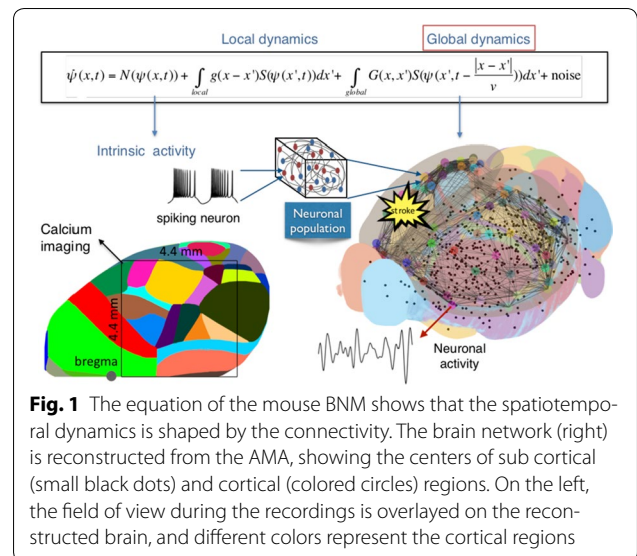 Local dynamics
Global dynamics
ψ̇(x,t) = N(ψ(x,t)) + ∫ local g(x−x')S(ψ(x',t))dx' + ∫ global G(x,x')S(ψ(x',t − |x−x'| / v))dx' + noise
Intrinsic activity
spiking neuron
Neuronal
population
stroke
Calcium
imaging
4.4 mm
4.4 mm
bregma
Neuronal
activity
Fig. 1 The equation of the mouse BNM shows that the spatiotempo-
ral dynamics is shaped by the connectivity. The brain network (right)
is reconstructed from the AMA, showing the centers of sub cortical
(small black dots) and cortical (colored circles) regions. On the left,
the field of view during the recordings is overlayed on the recon-
structed brain, and different colors represent the cortical regions